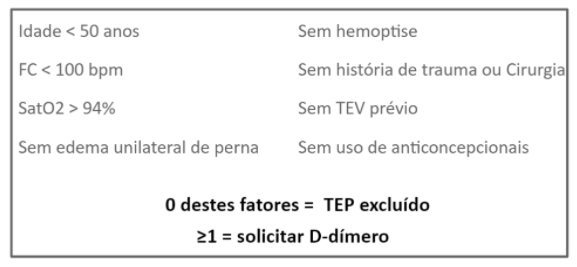 Idade < 50 anos
Sem hemoptise
FC < 100 bpm
Sem história de trauma ou Cirurgia
SatO2 > 94%
Sem TEV prévio
Sem edema unilateral de perna
Sem uso de anticoncepcionais
0 destes fatores = TEP excluído
≥1 = solicitar D-dímero